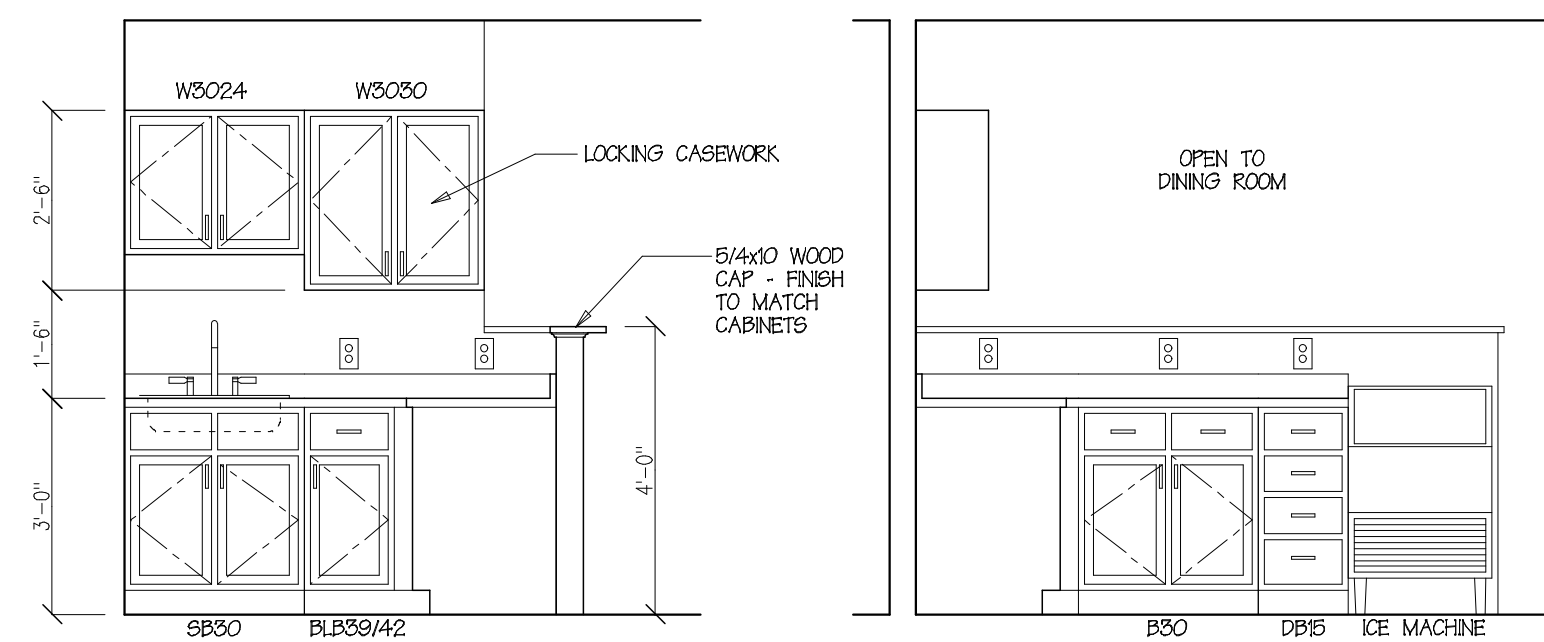 W3024
W3030
LOCKING CASEWORK
OPEN TO
DINING ROOM
2'-6"
5/4x10 WOOD
CAP - FINISH
TO MATCH
CABINETS
1'-6"
4'-0"
3'-0"
SB30
BLB39/42
B30
DB15
ICE MACHINE